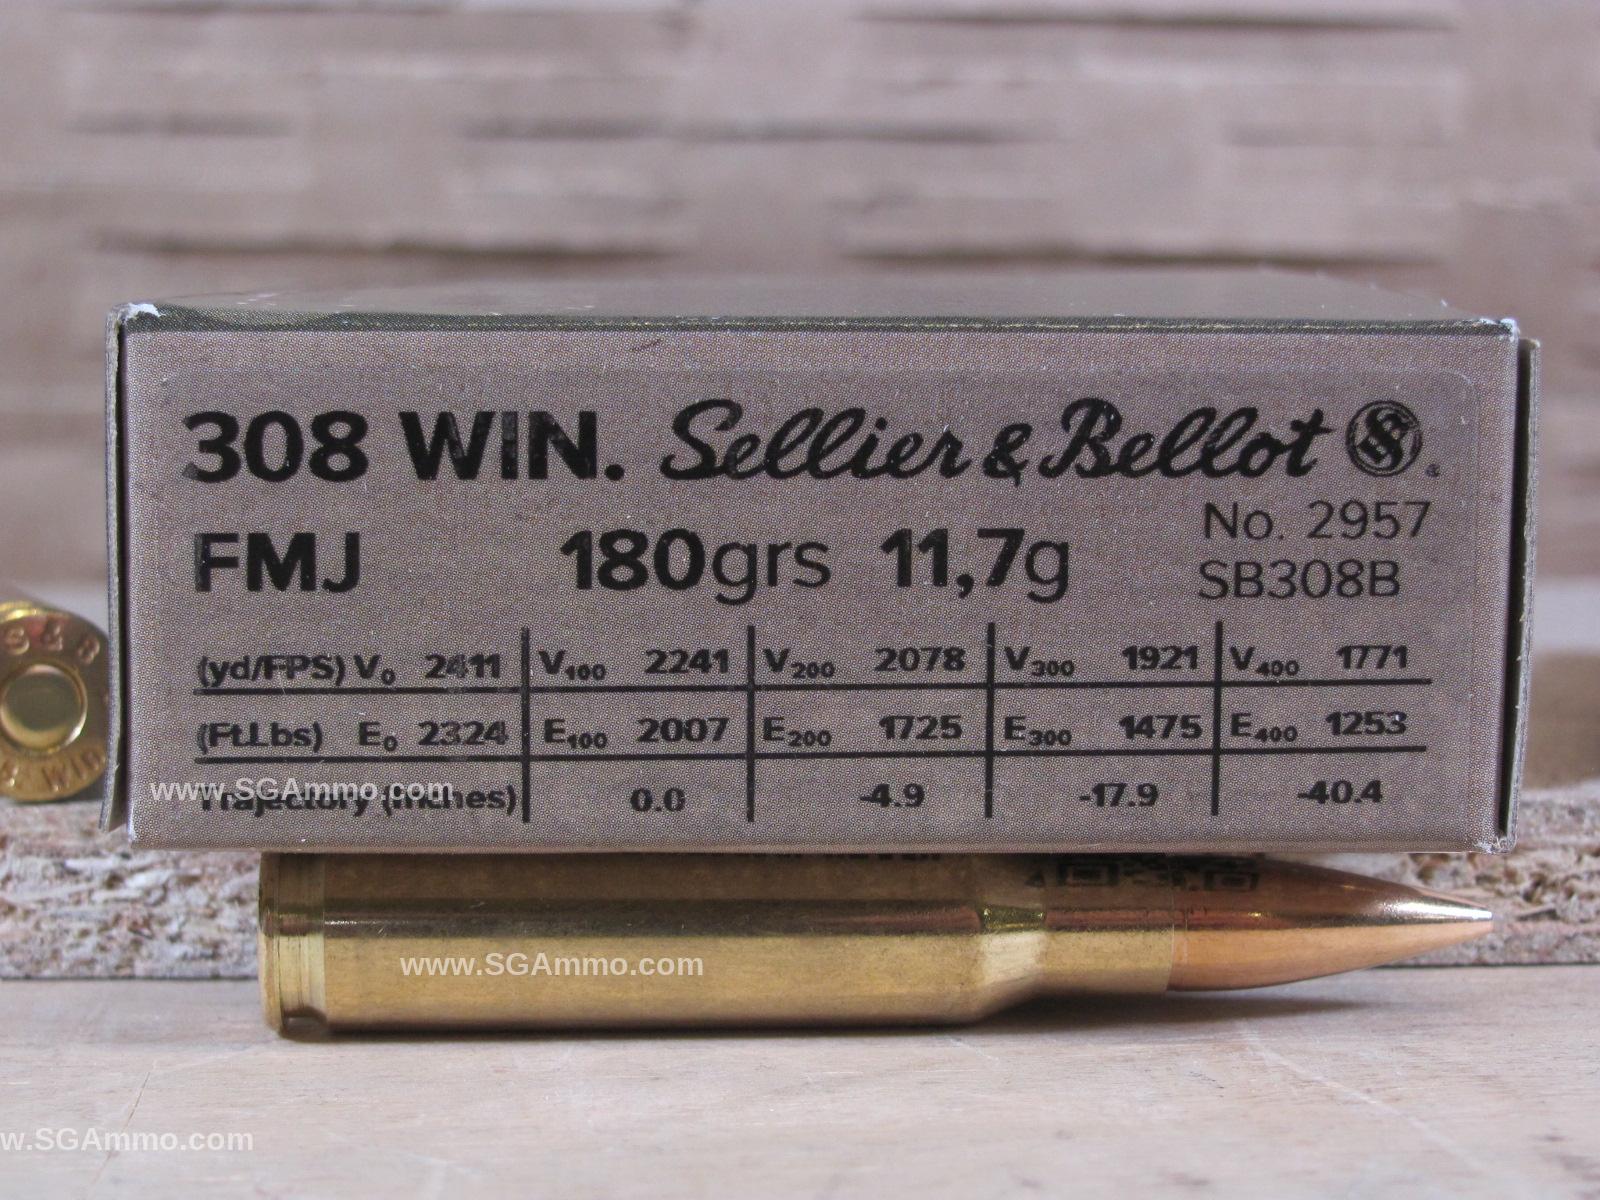 308 WIN. Sellier & Bellot S&B
FMJ 180grs 11,7g No. 2957
SB308B
(yd/FPS) V0 2411 V100 2241 V200 2078 V300 1921 V400 1771
(Ft.Lbs) E0 2324 E100 2007 E200 1725 E300 1475 E400 1253
Trajectory (inches) 0.0 -4.9 -17.9 -40.4
www.SGAmmo.com
S & B
WIN
www.SGAmmo.com
w.SGAmmo.com